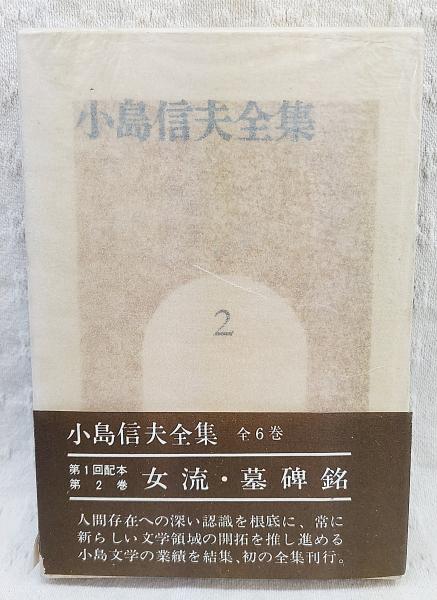 小島信夫全集
2
小島信夫全集 全6巻
第1回配本
第2巻 女流・墓碑銘
人間存在への深い認識を根底に、常に
新らしい文学領域の開拓を推し進める
小島文学の業績を結集、初の全集刊行。